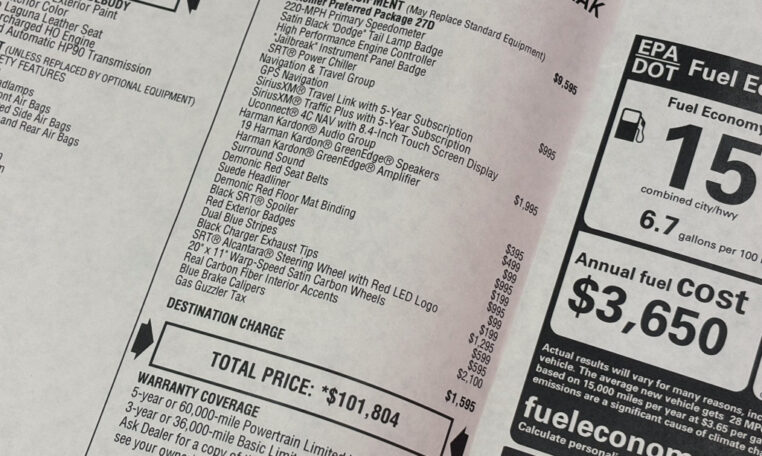 DEBODY
Exterior Paint
erior Color
Laguna Leather Seat
rcharged HO Engine
d Automatic HP90 Transmission
(UNLESS REPLACED BY OPTIONAL EQUIPMENT)
ETY FEATURES
adlamps
ont Air Bags
ed Side Air Bags
and Rear Air Bags
(May Replace Standard Equipment)
Preferred Package 27D
220-MPH Primary Speedometer
Satin Black "Dodge" Tail Lamp Badge
High Performance Engine Controller
"Jailbreak" Instrument Panel Badge
SRT® Power Chiller
Navigation & Travel Group
GPS Navigation
SiriusXM® Travel Link with 5-Year Subscription
SiriusXM® Traffic Plus with 5-Year Subscription
Uconnect® 4C NAV with 8.4-Inch Touch Screen Display
Harman Kardon® Audio Group
19 Harman Kardon® GreenEdge® Speakers
Harman Kardon® GreenEdge® Amplifier
Surround Sound
Demonic Red Seat Belts
Suede Headliner
Demonic Red Floor Mat Binding
Black SRT® Spoiler
Red Exterior Badges
Dual Blue Stripes
Black Charger Exhaust Tips
SRT® Alcantara® Steering Wheel with Red LED Logo
20" x 11" Warp-Speed Satin Carbon Wheels
Real Carbon Fiber Interior Accents
Blue Brake Calipers
Gas Guzzler Tax
DESTINATION CHARGE
$9,595
$995
$1,995
$395
$499
$99
$995
$199
$995
$99
$199
$1,295
$599
$595
$2,100
$1,595
TOTAL PRICE: *$101,804
WARRANTY COVERAGE
5-year or 60,000-mile Powertrain Limited
3-year or 36,000-mile Basic Limi
Ask Dealer for a copy of
see your owne
EPA
DOT
Fuel E
Fuel Economy
15
combined city/hwy
6.7 gallons per 100
Annual fuel cost
$3,650
Actual results will vary for many reasons, inc
vehicle. The average new vehicle gets 28 MP
based on 15,000 miles per year at $3.65 per ga
emissions are a significant cause of climate ch
fueleconom
Calculate personali